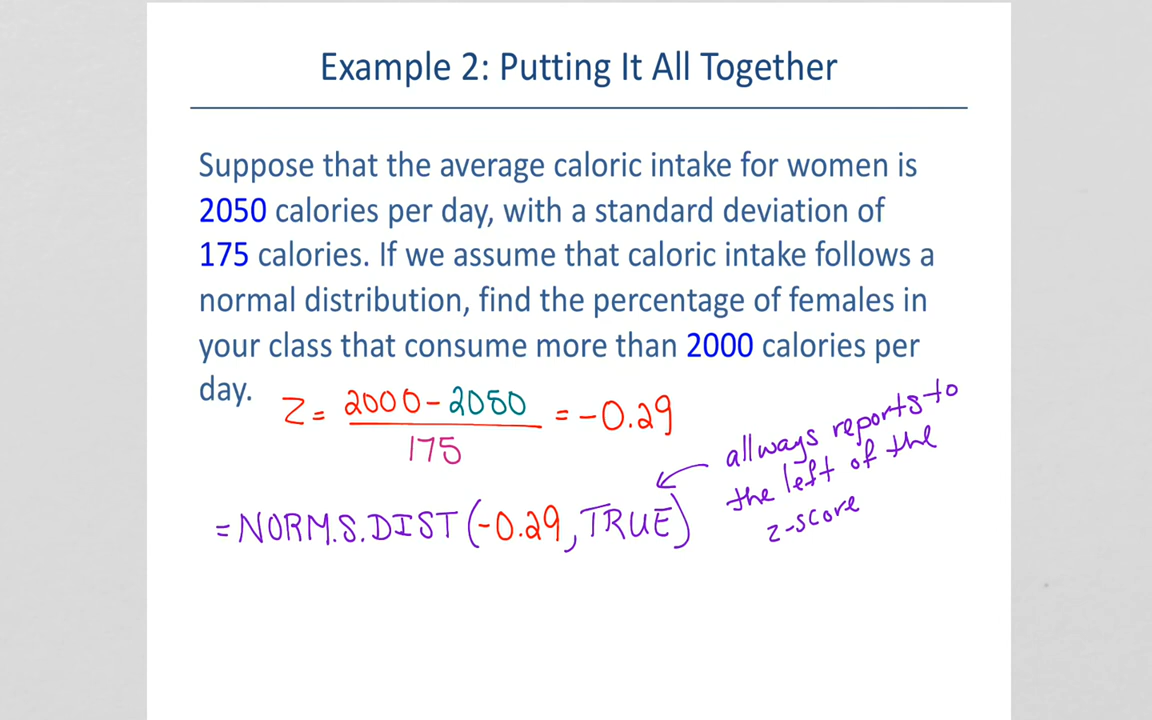 Example 2: Putting It All Together
Suppose that the average caloric intake for women is
2050 calories per day, with a standard deviation of
175 calories. If we assume that caloric intake follows a
normal distribution, find the percentage of females in
your class that consume more than 2000 calories per
day.
Z = 2000 - 2050 / 175 = -0.29
allways reports to
the left of the
z-score
=NORM.S.DIST(-0.29, TRUE)